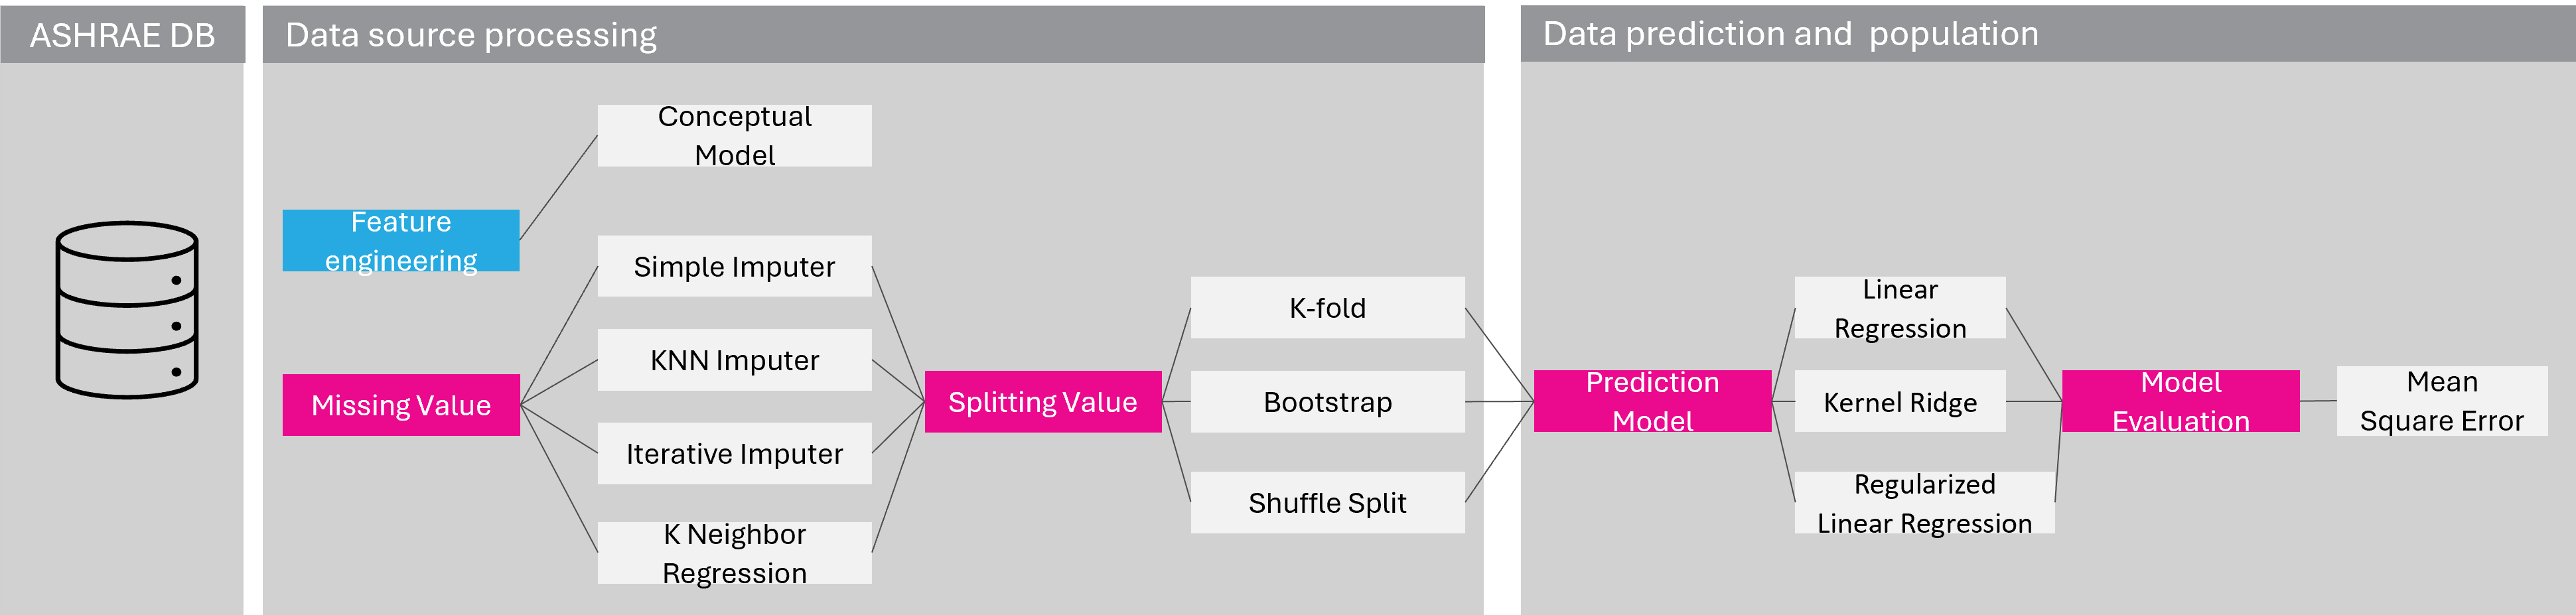 ASHRAE DB
Data source processing
Data prediction and population
Conceptual
Model
Feature
engineering
Simple Imputer
KNN Imputer
Missing Value
Iterative Imputer
K Neighbor
Regression
Splitting Value
K-fold
Bootstrap
Shuffle Split
Prediction
Model
Linear
Regression
Kernel Ridge
Regularized
Linear Regression
Model
Evaluation
Mean
Square Error